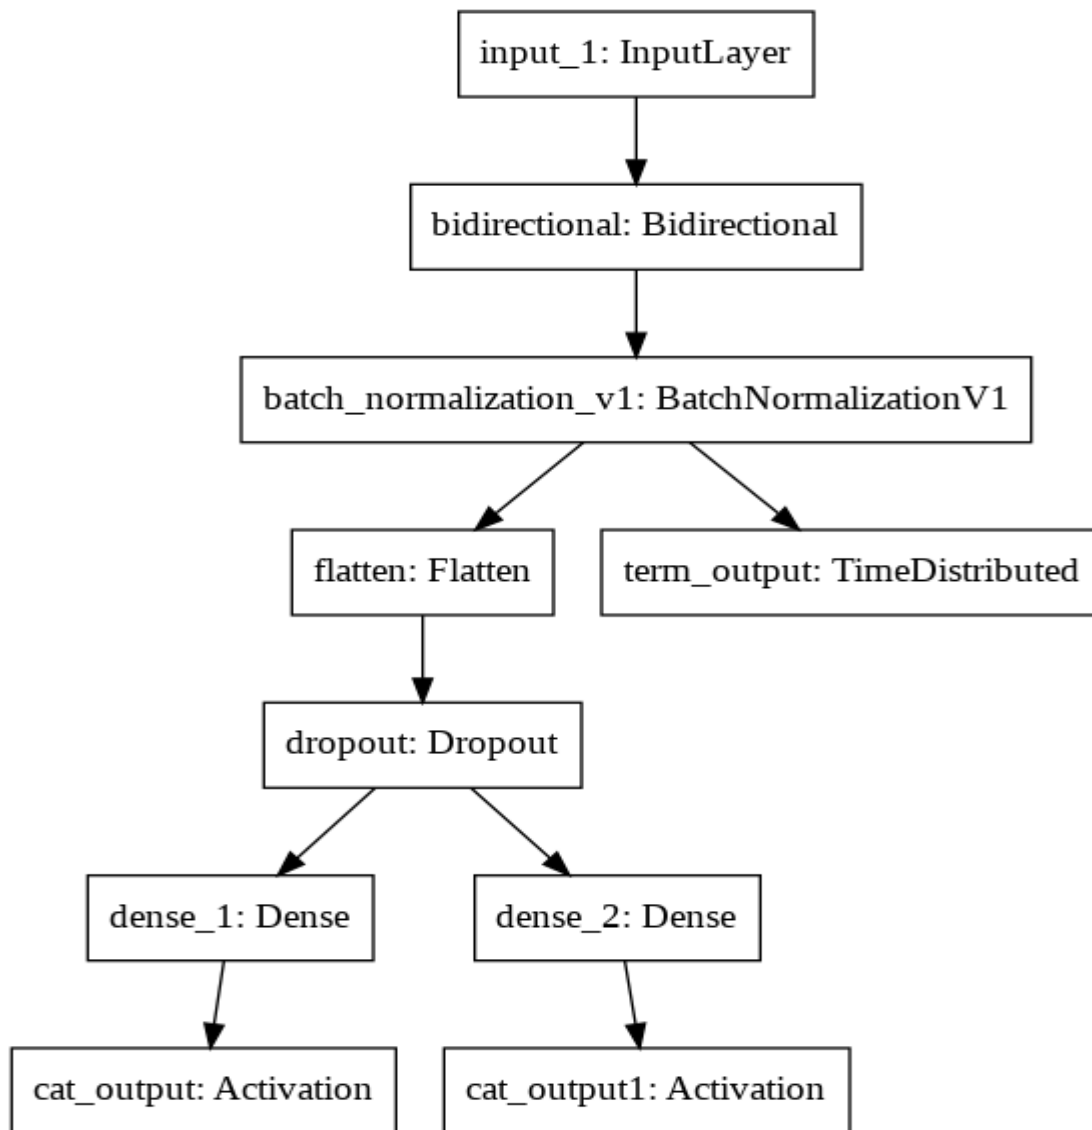 input_1: InputLayer
bidirectional: Bidirectional
batch_normalization_v1: BatchNormalizationV1
flatten: Flatten
term_output: TimeDistributed
dropout: Dropout
dense_1: Dense
dense_2: Dense
cat_output: Activation
cat_output1: Activation